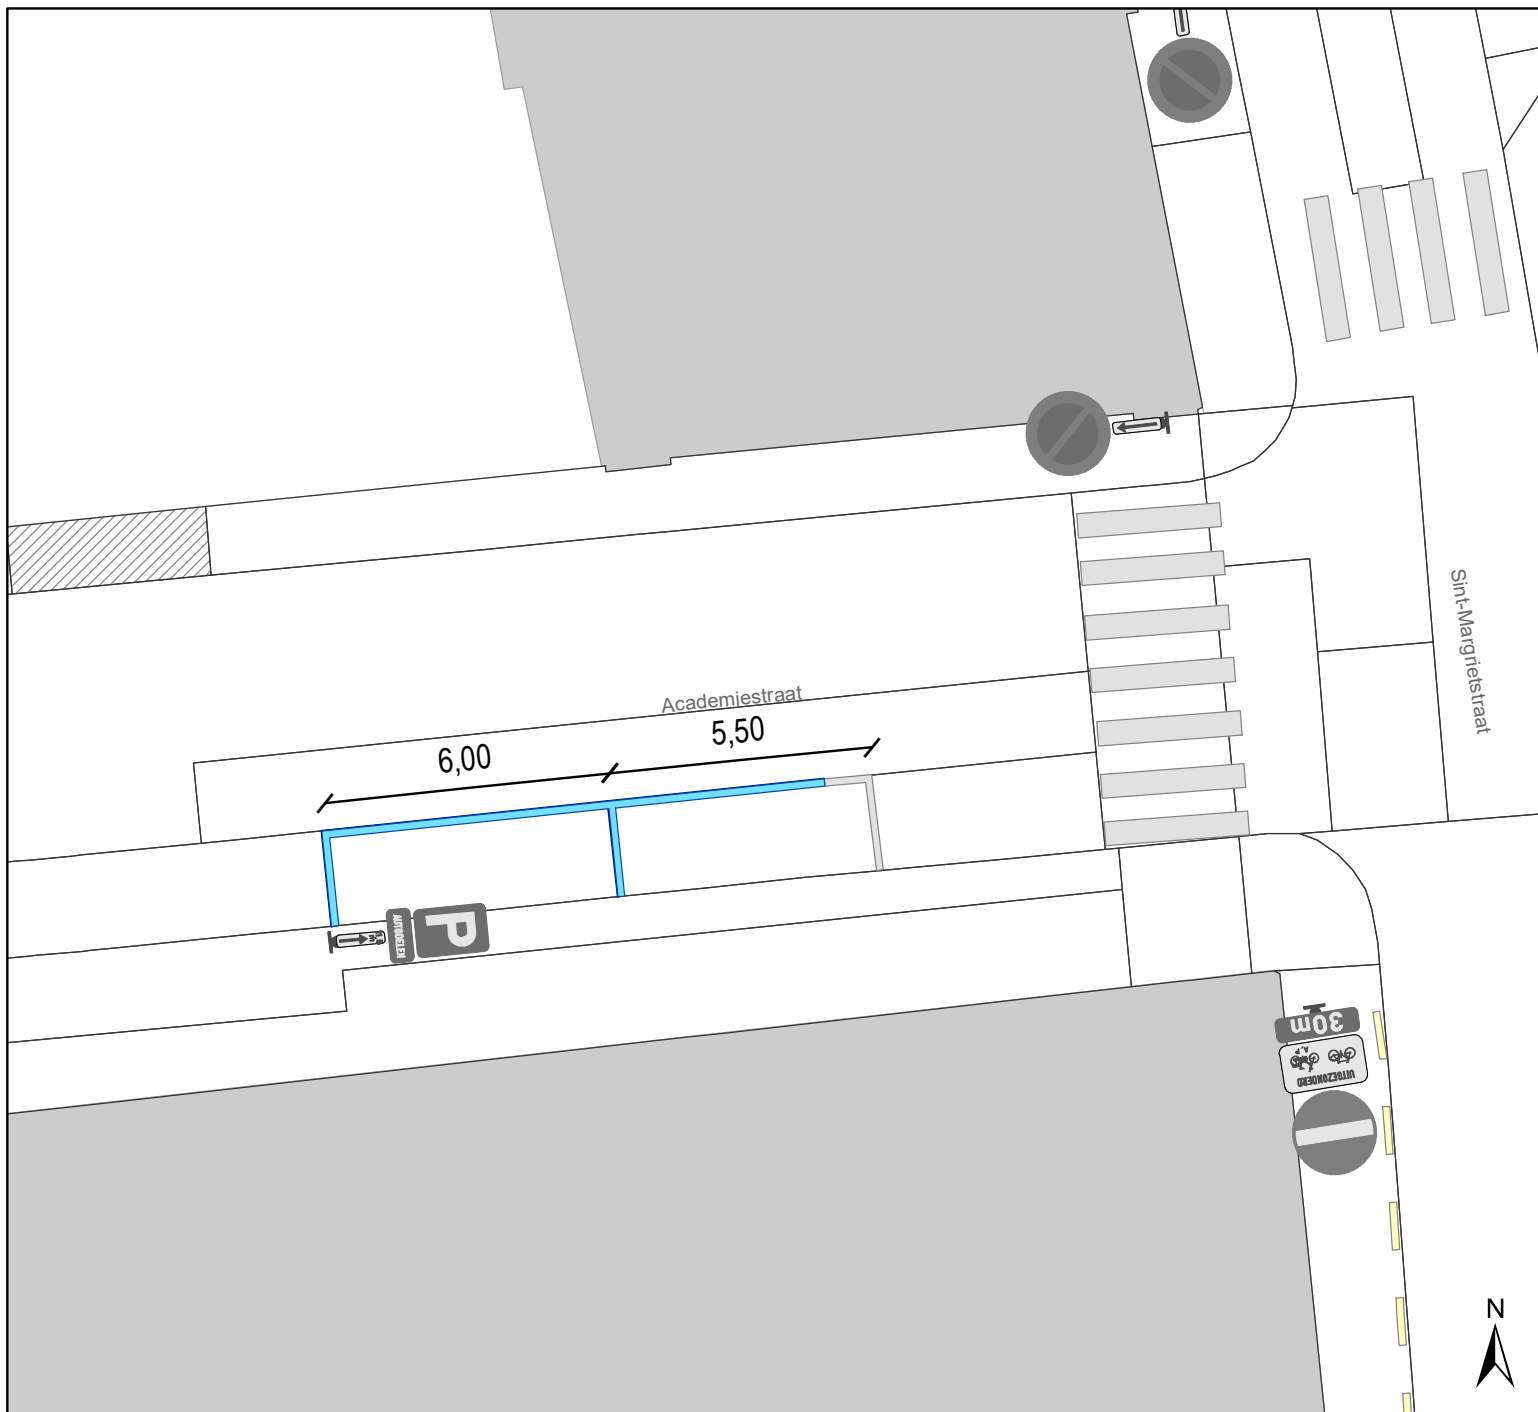 Academiestraat
6,00
5,50
Sint-Margrietstraat
P
AUTODELEN
30m
UITGEZONDERD
N